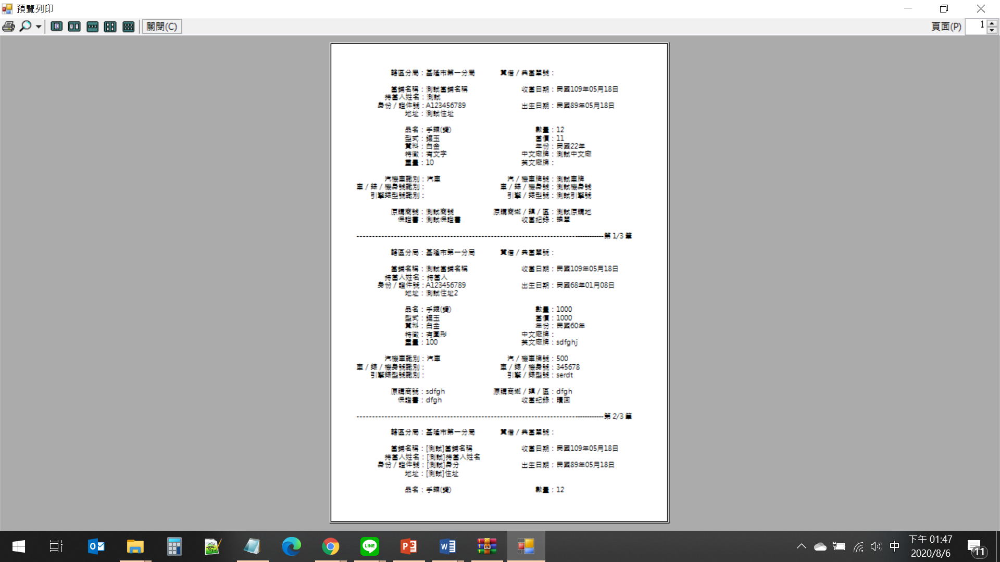 預覽列印
關閉(C)
頁面(P) 1
轄區分局：基隆市第一分局 質借 / 典當單號：
當鋪名稱：測試當鋪名稱 收當日期：民國109年05月18日
持當人姓名：測試
身份 / 證件號：A123456789 出生日期：民國89年05月18日
地址：測試住址
品名：手鐲(鐲) 數量：12
型式：鑲玉 當價：11
質料：白金 年份：民國22年
特徵：有文字 中文廠牌：測試中文廠
重量：10 英文廠牌：
汽機車識別：汽車 汽 / 機車牌號：測試車牌
車 / 錶 / 機身號識別： 車 / 錶 / 機身號：測試機身號
引擎錶型號識別： 引擎 / 錶型號：測試引擎號
原購商號：測試商號 原購商鄉 / 鎮 / 區：測試原購地
保證書：測試保證書 收當紀錄：
--------------------------------------------------------------------------------第 1/3 筆
轄區分局：基隆市第一分局 質借 / 典當單號：
當鋪名稱：測試當鋪名稱 收當日期：民國109年05月18日
持當人姓名：持當人
身份 / 證件號：A123456789 出生日期：民國68年01月08日
地址：測試住址2
品名：手鐲(鐲) 數量：1000
型式：鑲玉 當價：1000
質料：白金 年份：民國60年
特徵：有圖形 中文廠牌：
重量：100 英文廠牌：sdfghj
汽機車識別：汽車 汽 / 機車牌號：500
車 / 錶 / 機身號識別： 車 / 錶 / 機身號：345678
引擎錶型號識別： 引擎 / 錶型號：serdt
原購商號：sdfgh 原購商鄉 / 鎮 / 區：dfgh
保證書：dfgh 收當紀錄：贖回
--------------------------------------------------------------------------------第 2/3 筆
轄區分局：基隆市第一分局 質借 / 典當單號：
當鋪名稱：[測試]當鋪名稱 收當日期：民國109年05月18日
持當人姓名：[測試]持當人姓名
身份 / 證件號：[測試]身分 出生日期：民國89年05月18日
地址：[測試]住址
品名：手鐲(鐲) 數量：12
LINE
中
下午 01:47
2020/8/6
11